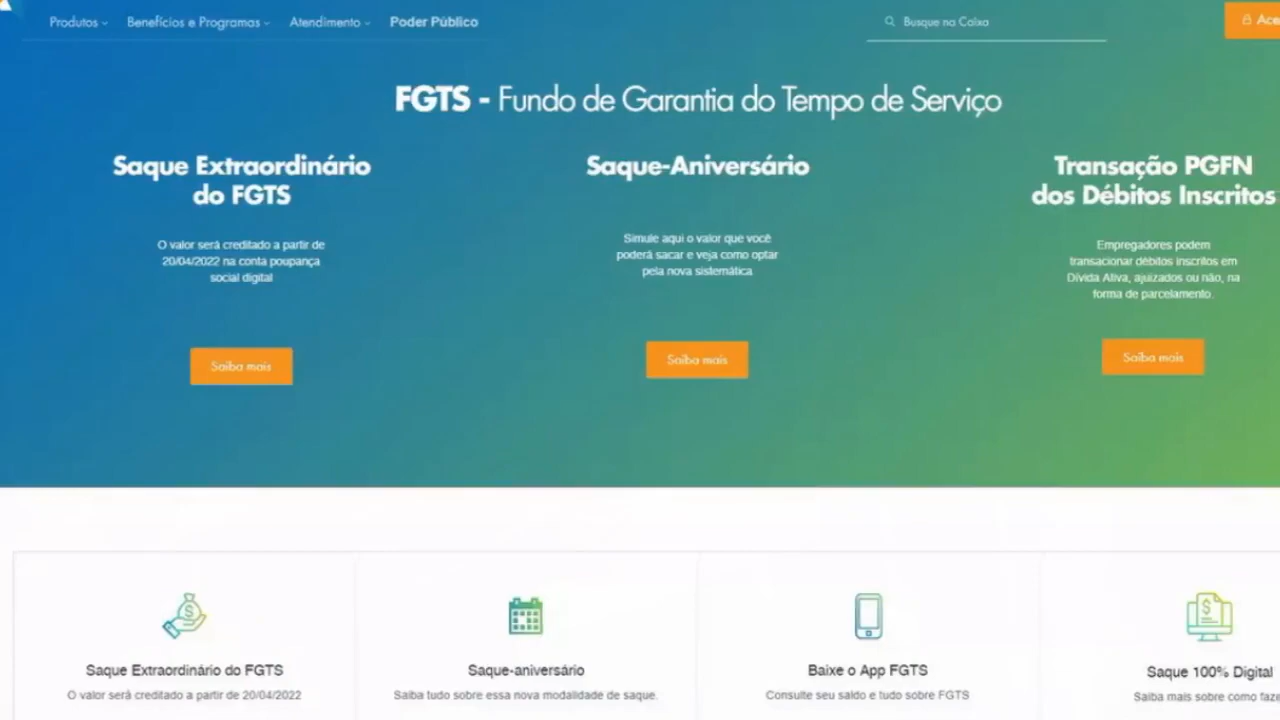 Produtos Benefícios e Programas Atendimento Poder Público Busque na Caixa
FGTS - Fundo de Garantia do Tempo de Serviço
Saque Extraordinário
do FGTS
O valor será creditado a partir de
20/04/2022 na conta poupança
social digital
Saiba mais
Saque-Aniversário
Simule aqui o valor que você
poderá sacar e veja como optar
pela nova sistemática
Saiba mais
Transação PGFN
dos Débitos Inscritos
Empregadores podem
transacionar débitos inscritos em
Dívida Ativa, ajuizados ou não, na
forma de parcelamento.
Saiba mais
Saque Extraordinário do FGTS
O valor será creditado a partir de 20/04/2022
Saque-aniversário
Saiba tudo sobre essa nova modalidade de saque.
Baixe o App FGTS
Consulte seu saldo e tudo sobre FGTS
Saque 100% Digital
Saiba mais sobre como